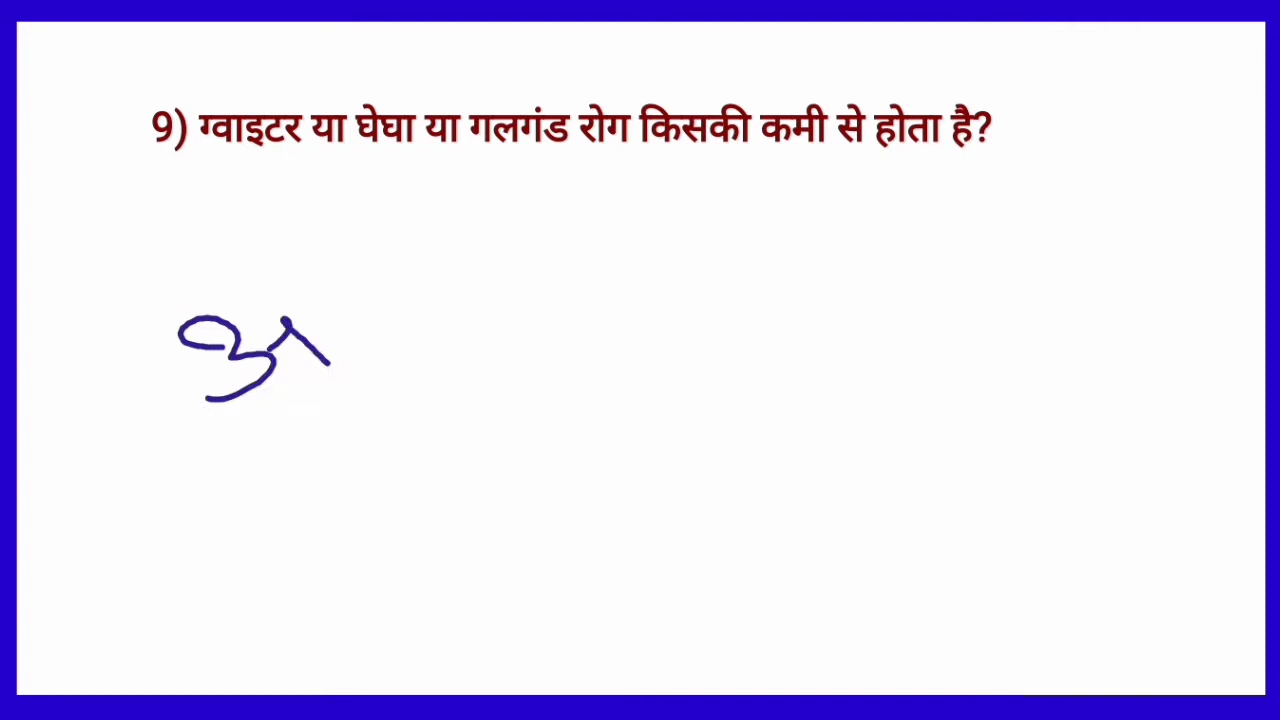 9) ग्वाइटर या घेघा या गलगंड रोग किसकी कमी से होता है?